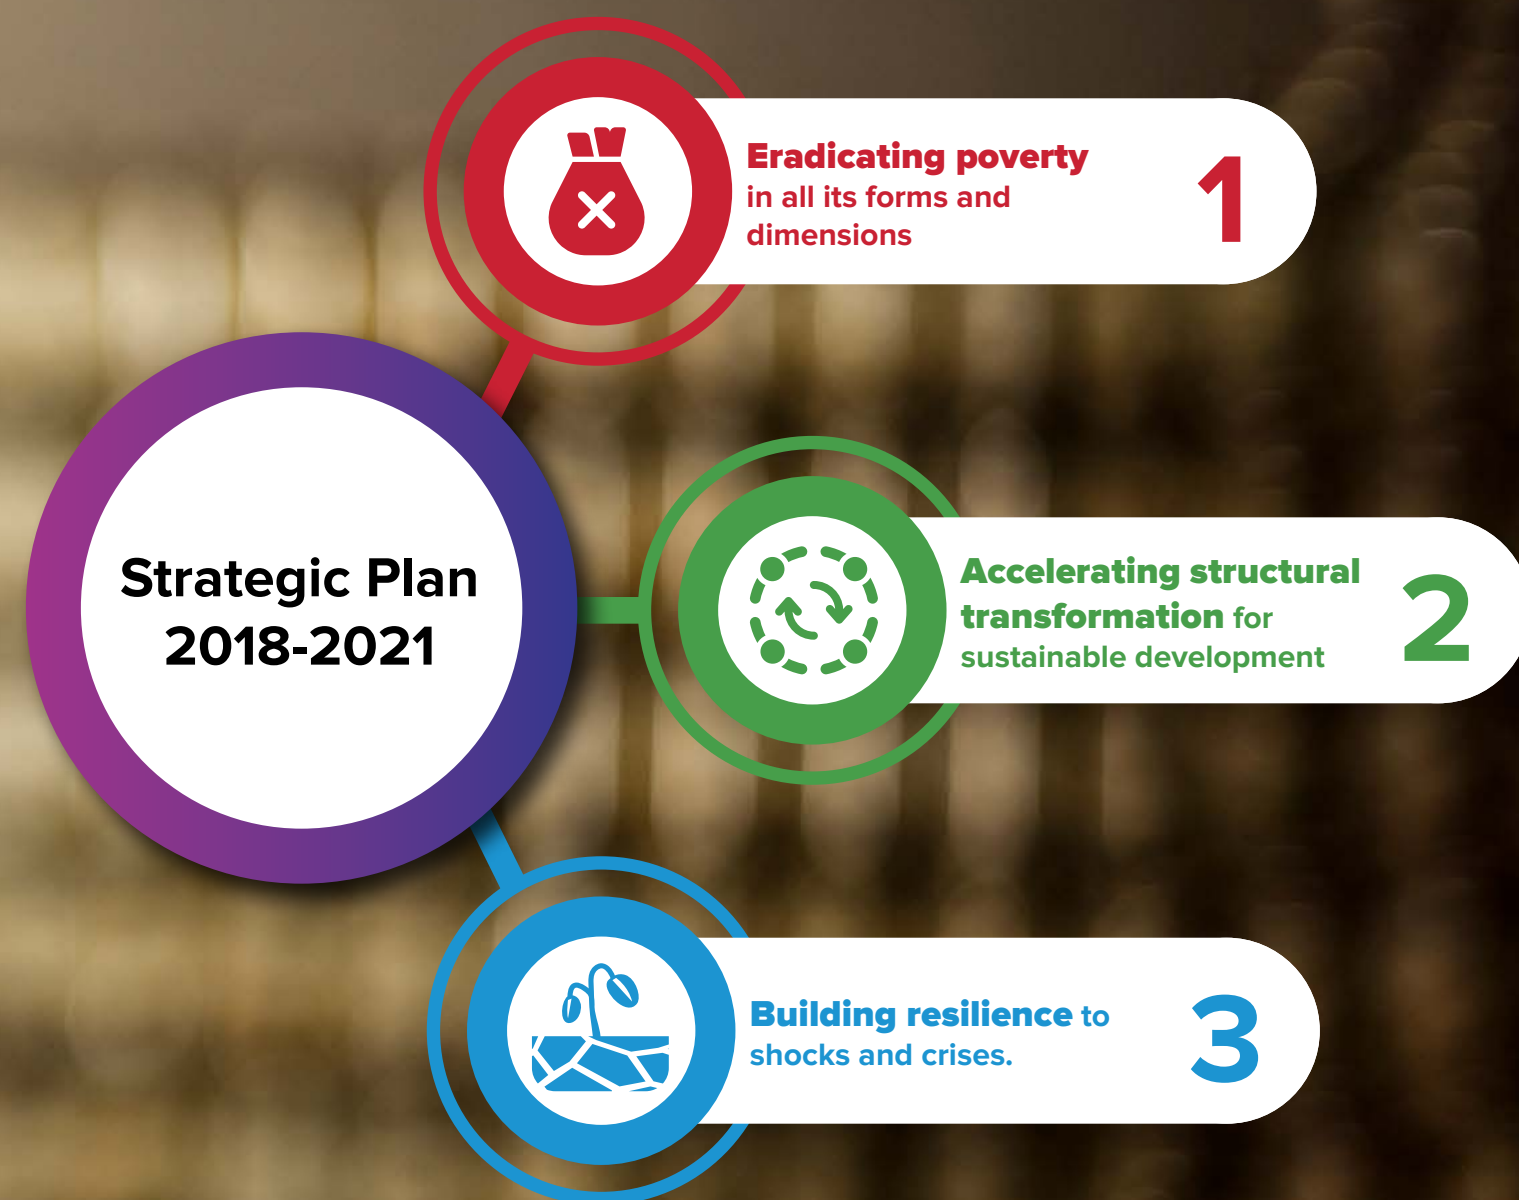 Eradicating poverty
in all its forms and
dimensions
1
Strategic Plan
2018-2021
Accelerating structural
transformation for
sustainable development
2
Building resilience to
shocks and crises.
3